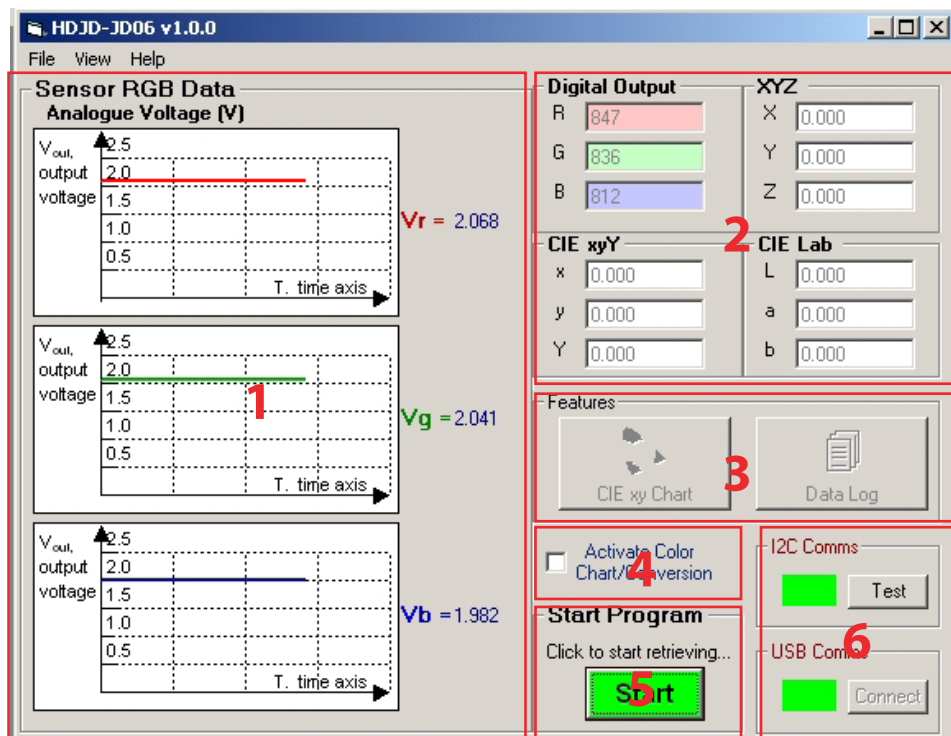 HDJD-JD06 v1.0.0
File View Help
Sensor RGB Data
Analogue Voltage (V)
Vout,
output
voltage
2.5
2.0
1.5
1.0
0.5
T. time axis
Vr = 2.068
Vout,
output
voltage
2.5
2.0
1.5
1.0
0.5
T. time axis
Vg = 2.041
1
Vout,
output
voltage
2.5
2.0
1.5
1.0
0.5
T. time axis
Vb = 1.982
Digital Output
R 847
G 836
B 812
XYZ
X 0.000
Y 0.000
Z 0.000
2
CIE xyY
x 0.000
y 0.000
Y 0.000
CIE Lab
L 0.000
a 0.000
b 0.000
Features
CIE xy Chart
Data Log
3
Activate Color
Chart/Conversion
4
Start Program
Click to start retrieving...
Start
5
I2C Comms
Test
6
USB Comms
Connect